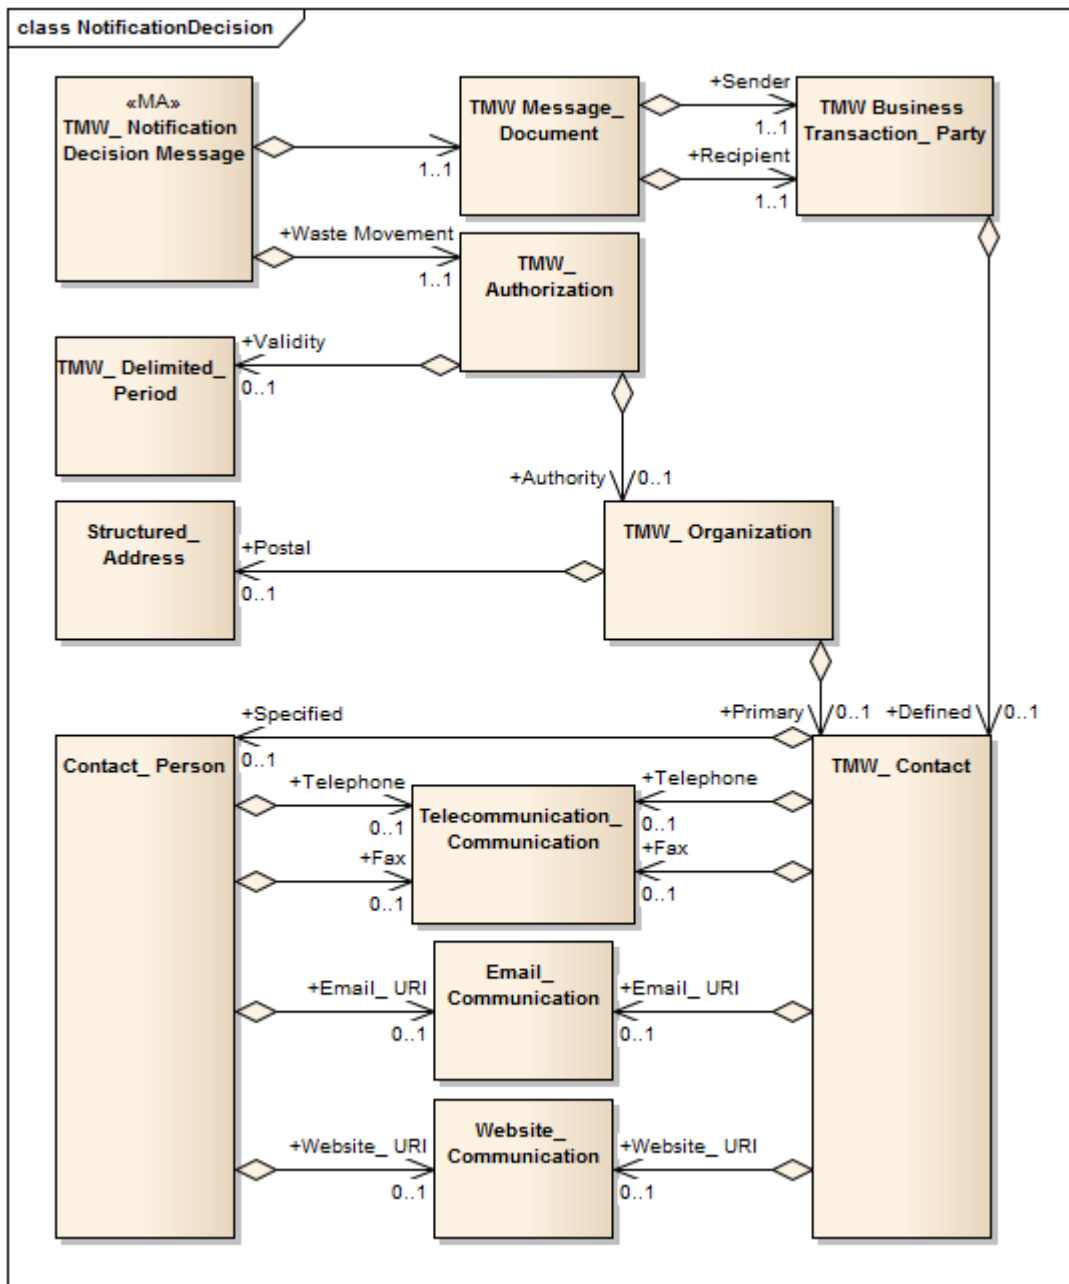 class NotificationDecision
«MA»
TMW_ Notification
Decision Message
1..1
TMW Message_
Document
+Sender
1..1
+Recipient
1..1
TMW Business
Transaction_ Party
+Waste Movement
1..1
TMW_
Authorization
+Validity
0..1
TMW_ Delimited_
Period
+Authority
0..1
Structured_
Address
+Postal
0..1
TMW_ Organization
+Specified
0..1
+Primary
0..1
+Defined
0..1
Contact_ Person
TMW_ Contact
+Telephone
0..1
+Fax
0..1
Telecommunication_
Communication
+Telephone
0..1
+Fax
0..1
+Email_ URI
0..1
Email_
Communication
+Email_ URI
0..1
+Website_ URI
0..1
Website_
Communication
+Website_ URI
0..1